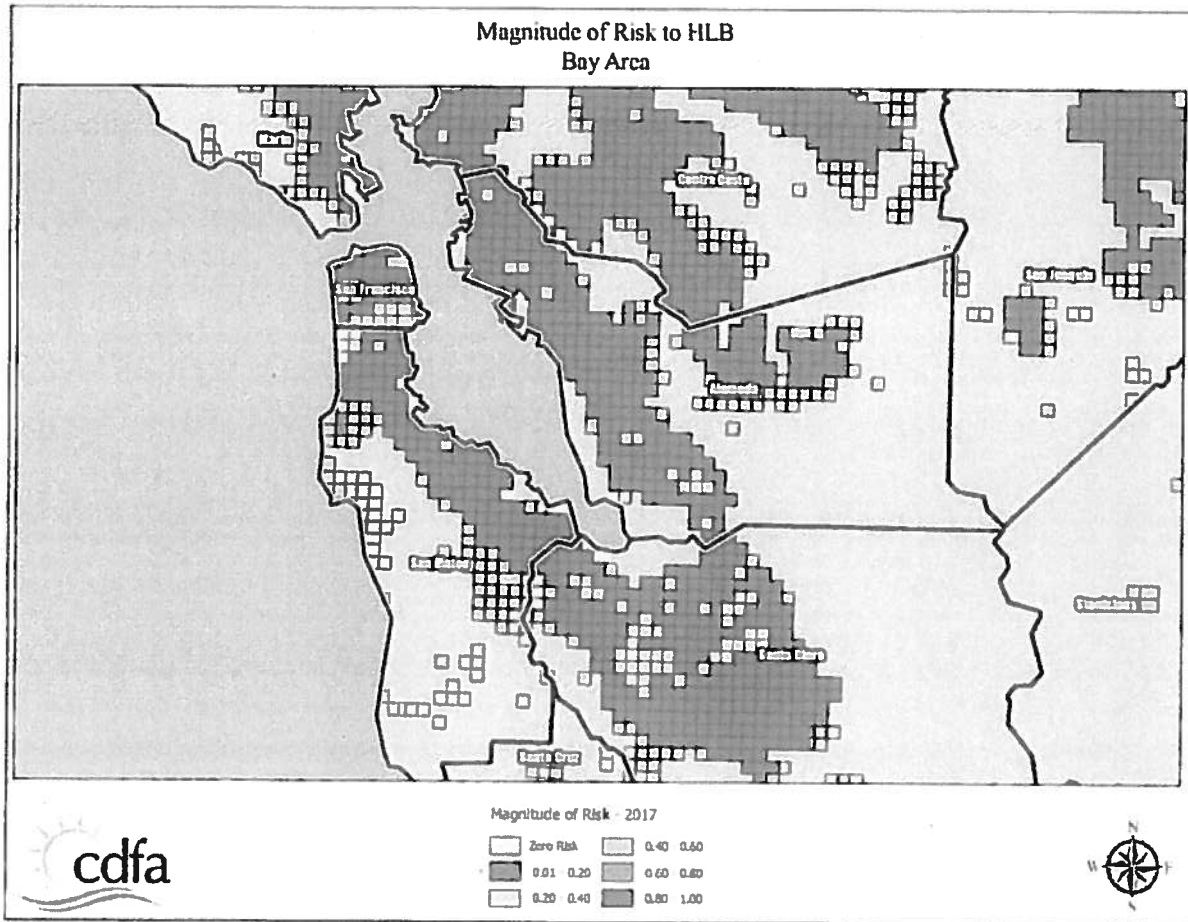 Magnitude of Risk to HLB
Bay Area
Contra Costa
San Joaquin
San Francisco
Alameda
San Mateo
Santa Clara
Santa Cruz
cdfa
Magnitude of Risk - 2017
Zero Risk
0.01 - 0.20
0.20 - 0.40
0.40 0.60
0.60 - 0.80
0.80 1.00
N
W
E
S